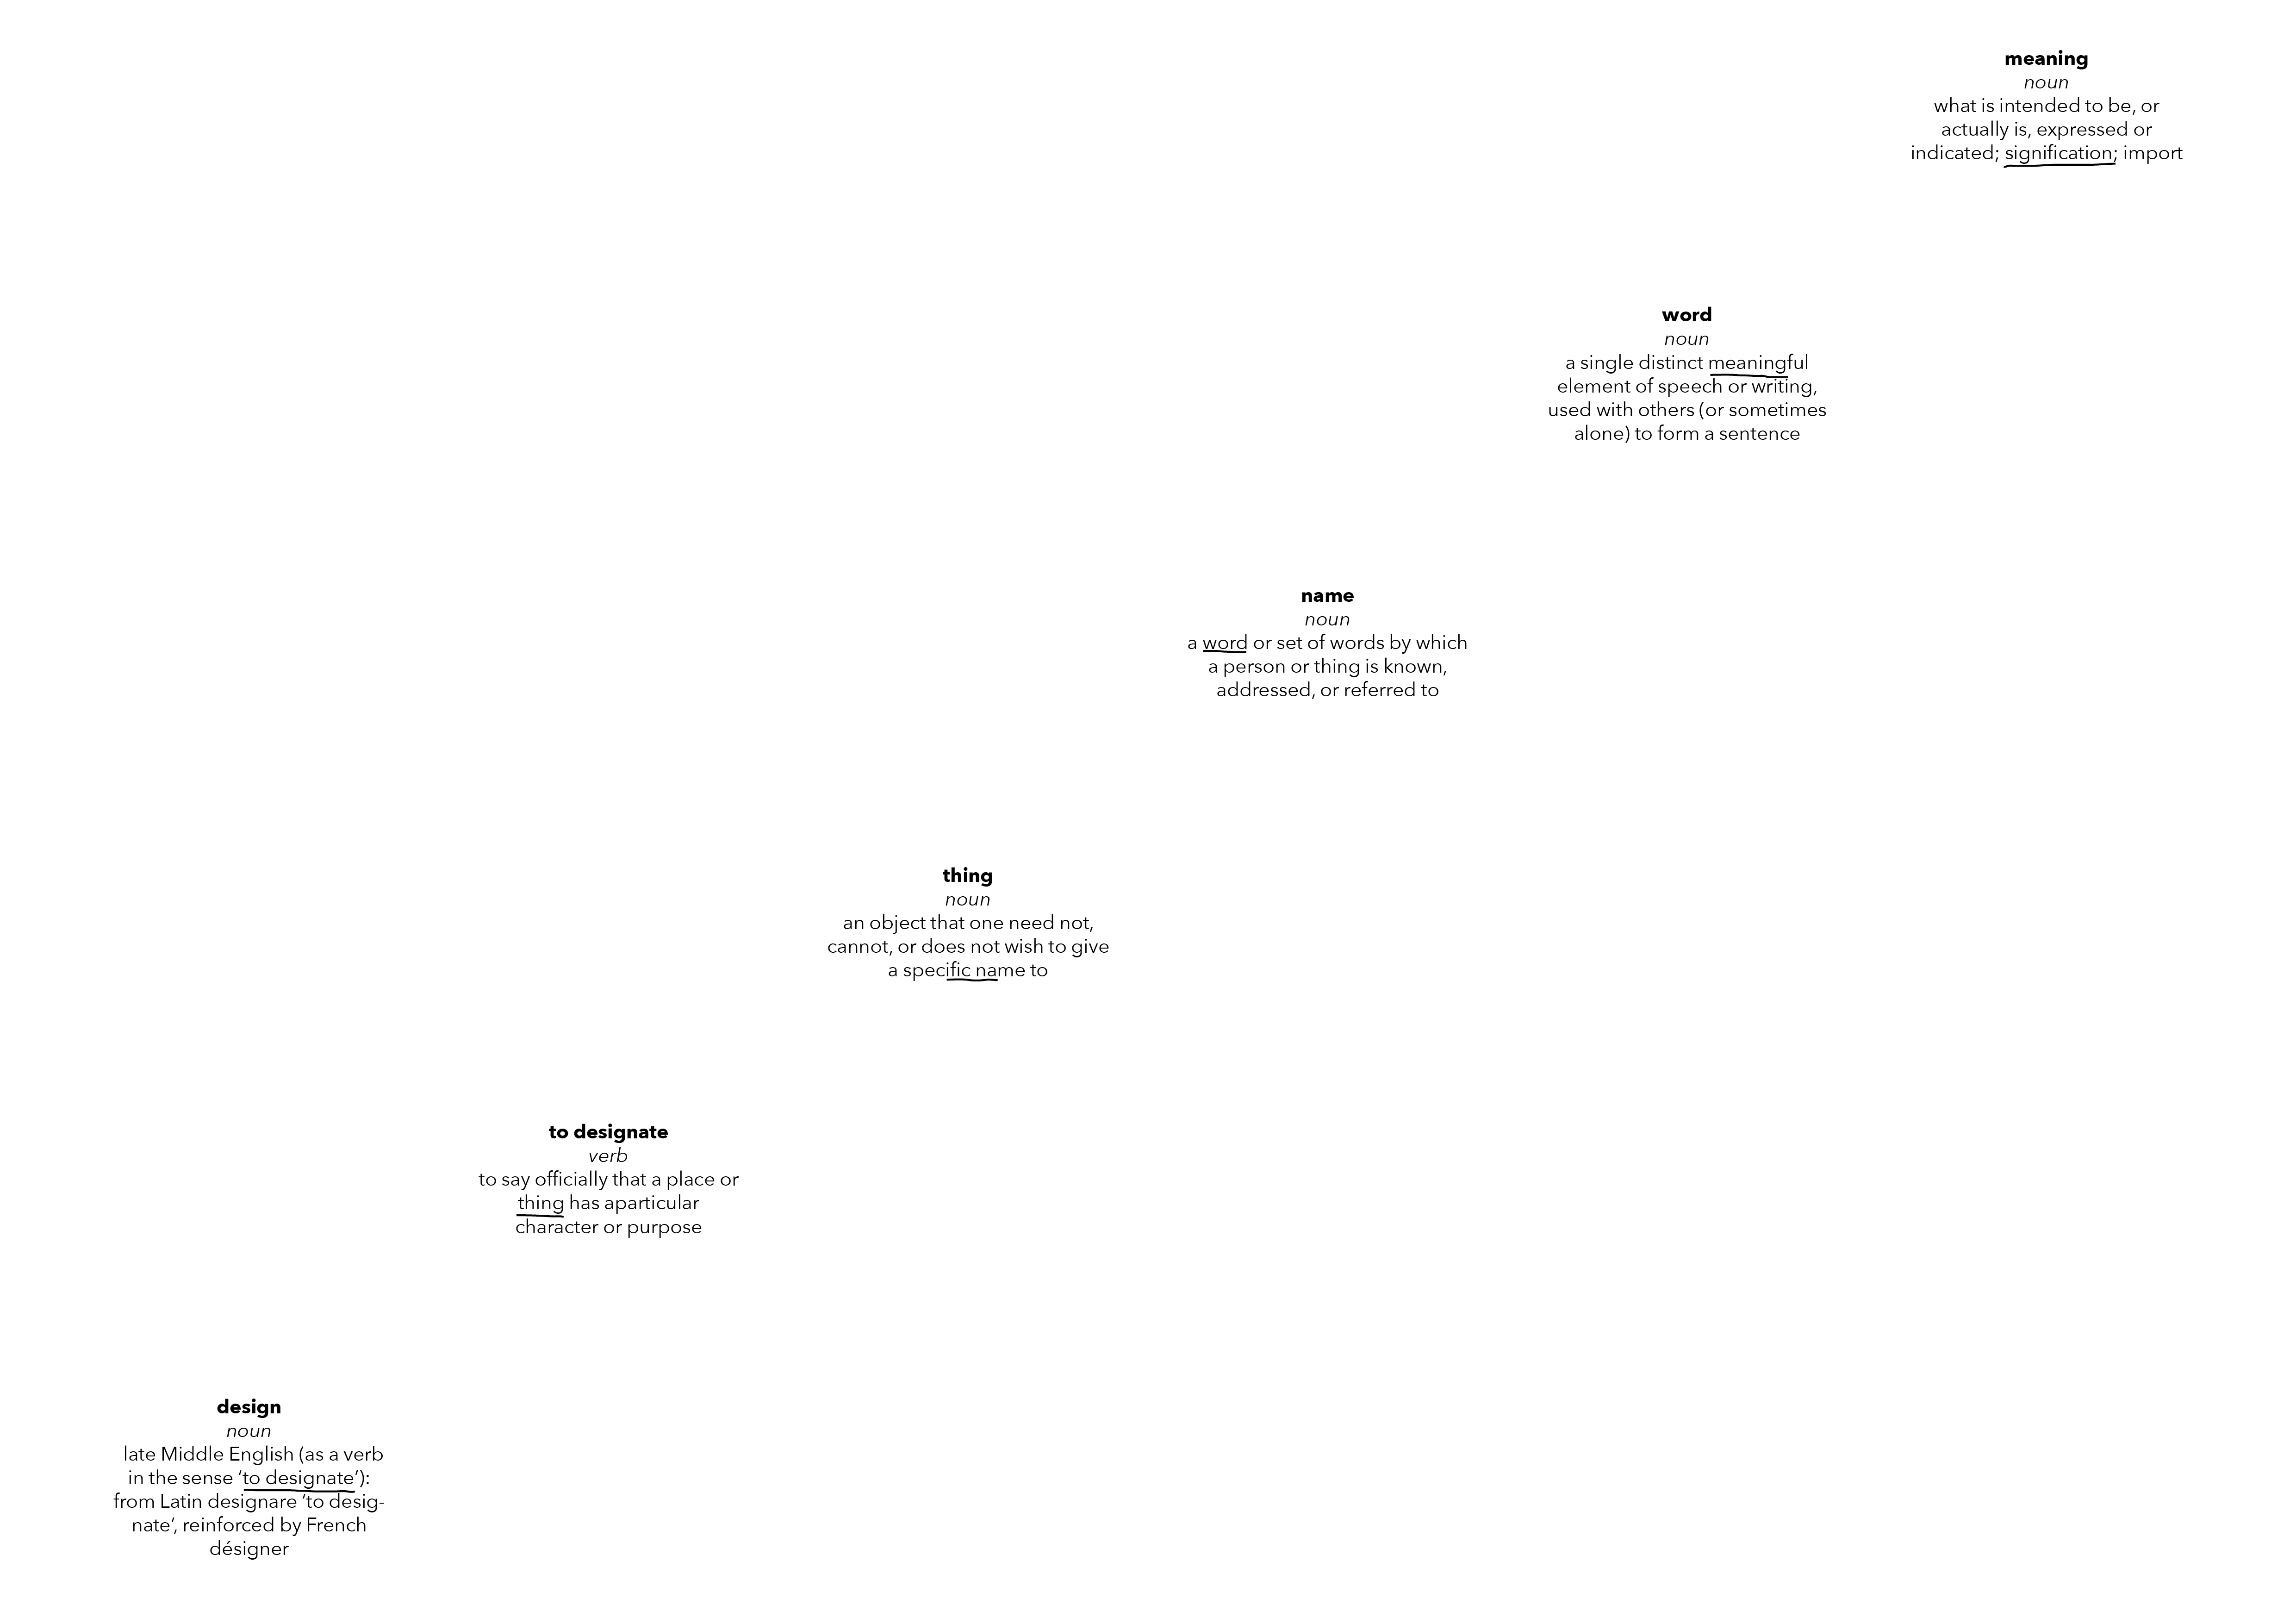 meaning
noun
what is intended to be, or
actually is, expressed or
indicated; signification; import
word
noun
a single distinct meaningful
element of speech or writing,
used with others (or sometimes
alone) to form a sentence
name
noun
a word or set of words by which
a person or thing is known,
addressed, or referred to
thing
noun
an object that one need not,
cannot, or does not wish to give
a specific name to
to designate
verb
to say officially that a place or
thing has aparticular
character or purpose
design
noun
late Middle English (as a verb
in the sense ‘to designate’):
from Latin designare ‘to desig-
nate’, reinforced by French
désigner